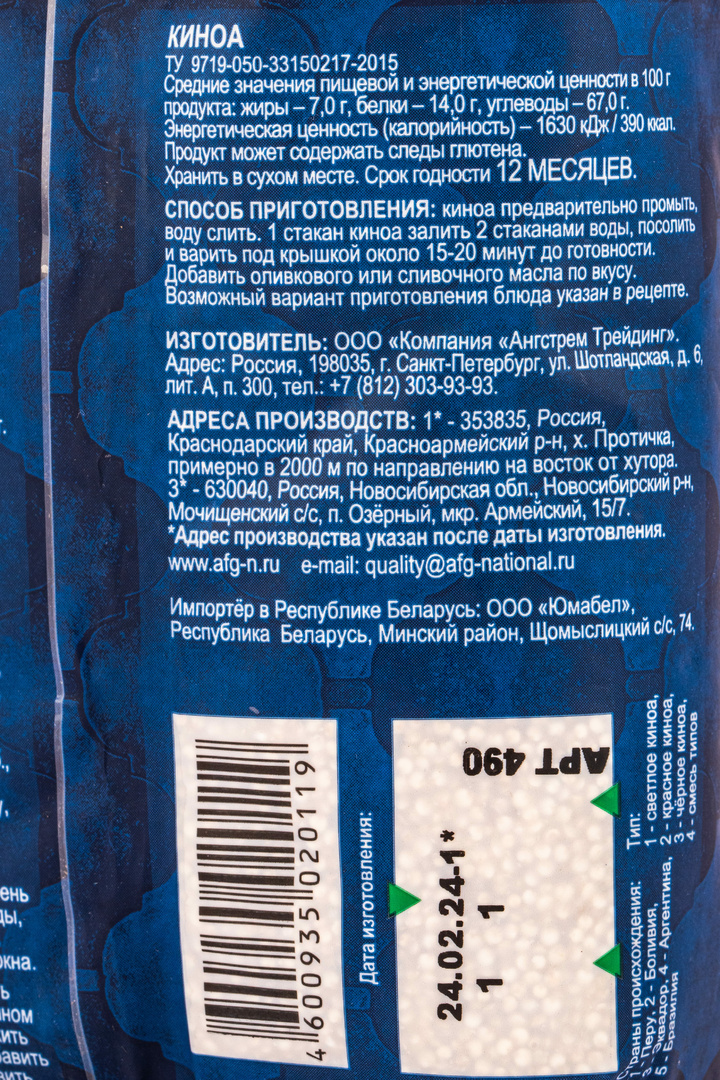 КИНОА
ТУ 9719-050-33150217-2015
Средние значения пищевой и энергетической ценности в 100 г
продукта: жиры – 7,0 г, белки – 14,0 г, углеводы – 67,0 г.
Энергетическая ценность (калорийность) – 1630 кДж / 390 ккал.
Продукт может содержать следы глютена.
Хранить в сухом месте. Срок годности 12 МЕСЯЦЕВ.
СПОСОБ ПРИГОТОВЛЕНИЯ: киноа предварительно промыть,
воду слить. 1 стакан киноа залить 2 стаканами воды, посолить
и варить под крышкой около 15-20 минут до готовности.
Добавить оливкового или сливочного масла по вкусу.
Возможный вариант приготовления блюда указан в рецепте.
ИЗГОТОВИТЕЛЬ: ООО «Компания «Ангстрем Трейдинг».
Адрес: Россия, 198035, г. Санкт-Петербург, ул. Шотландская, д. 6,
лит. А, п. 300, тел.: +7 (812) 303-93-93.
АДРЕСА ПРОИЗВОДСТВ: 1* - 353835, Россия,
Краснодарский край, Красноармейский р-н, х. Протичка,
примерно в 2000 м по направлению на восток от хутора.
3* - 630040, Россия, Новосибирская обл., Новосибирский р-н,
Мочищенский с/с, п. Озёрный, мкр. Армейский, 15/7.
*Адрес производства указан после даты изготовления.
www.afg-n.ru e-mail: quality@afg-national.ru
Импортёр в Республике Беларусь: ООО «Юмабел»,
Республика Беларусь, Минский район, Щомыслицкий с/с, 74.
4 600935 020119
Дата изготовления:
АРТ 490
24.02.24-1*
1 1
Тип:
1 - светлое киноа,
2 - красное киноа,
3 - чёрное киноа,
4 - смесь типов
Страны происхождения:
1 - Перу, 2 - Боливия,
3 - Эквадор, 4 - Аргентина,
5 - Бразилия